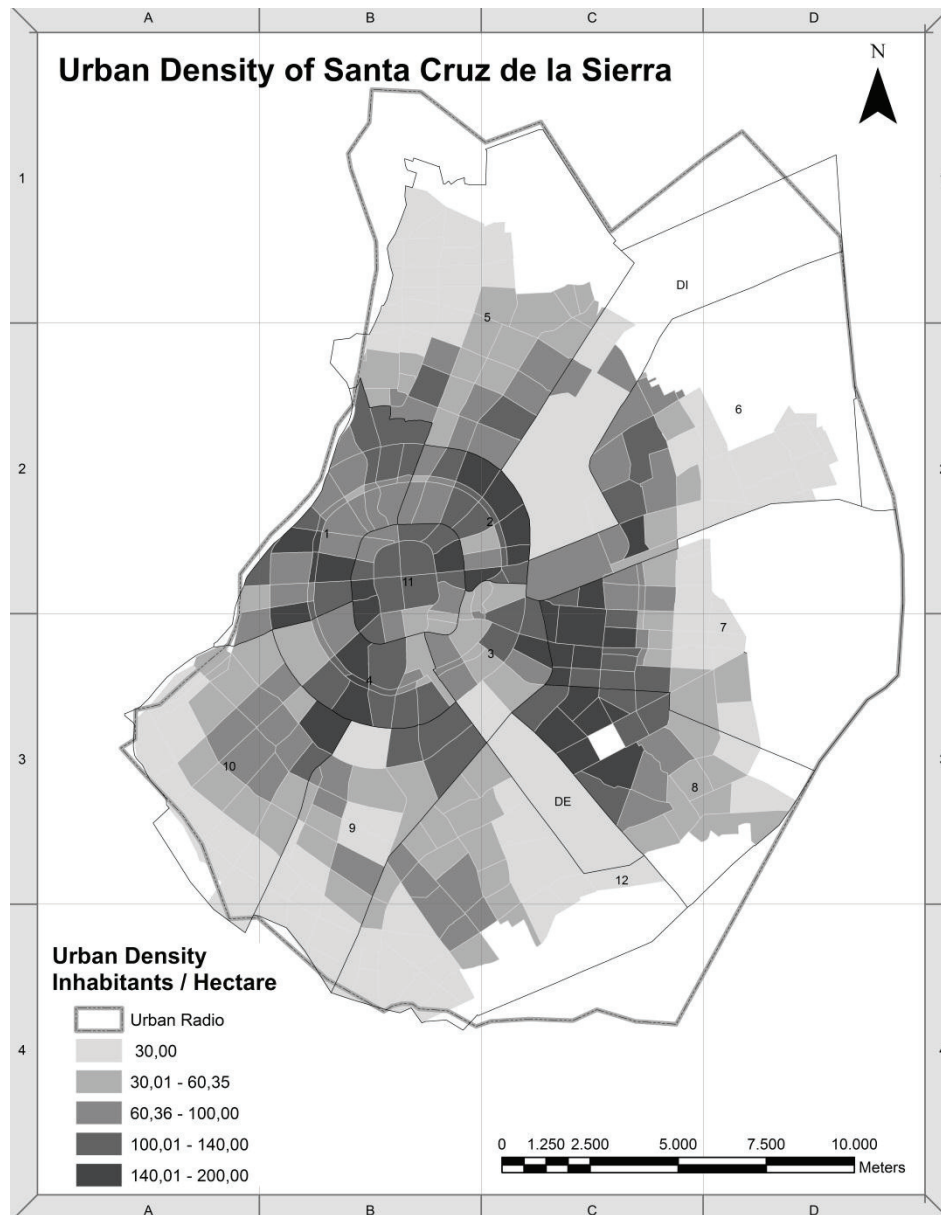 A B C D
Urban Density of Santa Cruz de la Sierra
N
1
DI
5
6
2
2
1
2
11
7
3
4
3
10
8
3
DE
9
12
Urban Density
Inhabitants / Hectare
Urban Radio
30,00
4
30,01 - 60,35
60,36 - 100,00
100,01 - 140,00
0 1.250 2.500 5.000 7.500 10.000
Meters
140,01 - 200,00
A B C D